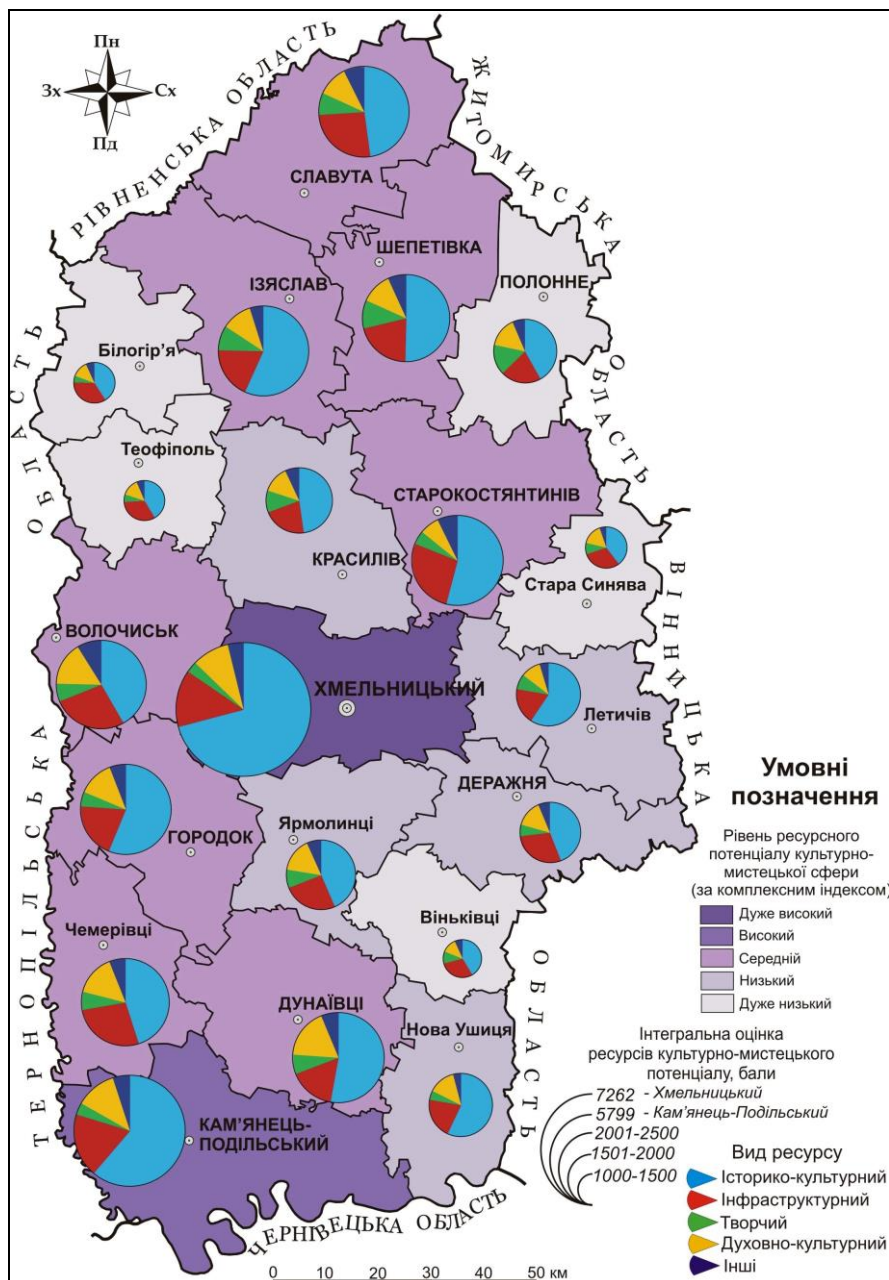 Пн
Зх
Сх
Пд
РІВНЕНСЬКА ОБЛАСТЬ
ЖИТОМИРСЬКА ОБЛАСТЬ
СЛАВУТА
ШЕПЕТІВКА
ІЗЯСЛАВ
ПОЛОННЕ
Білогір'я
Теофіполь
СТАРОКОСТЯНТИНІВ
КРАСИЛІВ
Стара Синява
ВОЛОЧИСЬК
ХМЕЛЬНИЦЬКИЙ
Летичів
ДЕРАЖНЯ
Ярмолинці
ГОРОДОК
Віньківці
Чемерівці
ДУНАЇВЦІ
Нова Ушиця
КАМ'ЯНЕЦЬ-
ПОДІЛЬСЬКИЙ
ТЕРНОПІЛЬСЬКА ОБЛАСТЬ
ВІННИЦЬКА ОБЛАСТЬ
ЧЕРНІВЕЦЬКА ОБЛАСТЬ
0 10 20 30 40 50 км
Умовні
позначення
Рівень ресурсного
потенціалу культурно-
мистецької сфери
(за комплексним індексом)
Дуже високий
Високий
Середній
Низький
Дуже низький
Інтегральна оцінка
ресурсів культурно-мистецького
потенціалу, бали
7262 - Хмельницький
5799 - Кам'янець-Подільський
2001-2500
1501-2000
1000-1500
Вид ресурсу
Історико-культурний
Інфраструктурний
Творчий
Духовно-культурний
Інші